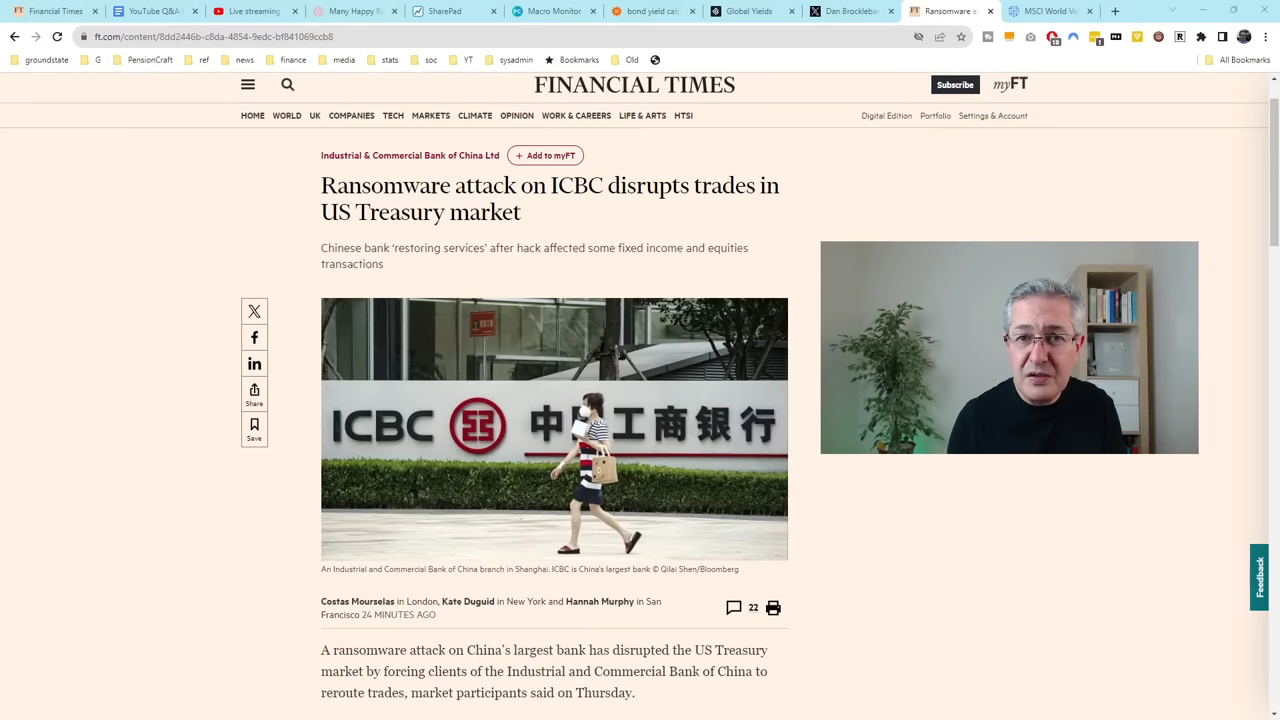 Financial Times
YouTube Q&A
Live streaming
Many Happy Re
SharePad
Macro Monitor
bond yield calc
Global Yields
Dan Brockleba
Ransomware a
MSCI World Va
ft.com/content/8dd2446b-c8da-4854-9edc-bf841069ccb8
groundstate
G
PensionCraft
ref
news
finance
media
stats
soc
YT
sysadmin
Bookmarks
Old
All Bookmarks
FINANCIAL TIMES
Subscribe
myFT
HOME WORLD UK COMPANIES TECH MARKETS CLIMATE OPINION WORK & CAREERS LIFE & ARTS HTSI
Digital Edition Portfolio Settings & Account
Industrial & Commercial Bank of China Ltd
+ Add to myFT
Ransomware attack on ICBC disrupts trades in
US Treasury market
Chinese bank ‘restoring services’ after hack affected some fixed income and equities
transactions
Share
Save
ICBC 中国工商银行
An Industrial and Commercial Bank of China branch in Shanghai. ICBC is China's largest bank © Qilai Shen/Bloomberg
Costas Mourselas in London, Kate Duguid in New York and Hannah Murphy in San
Francisco 24 MINUTES AGO
22
A ransomware attack on China’s largest bank has disrupted the US Treasury
market by forcing clients of the Industrial and Commercial Bank of China to
reroute trades, market participants said on Thursday.
Feedback